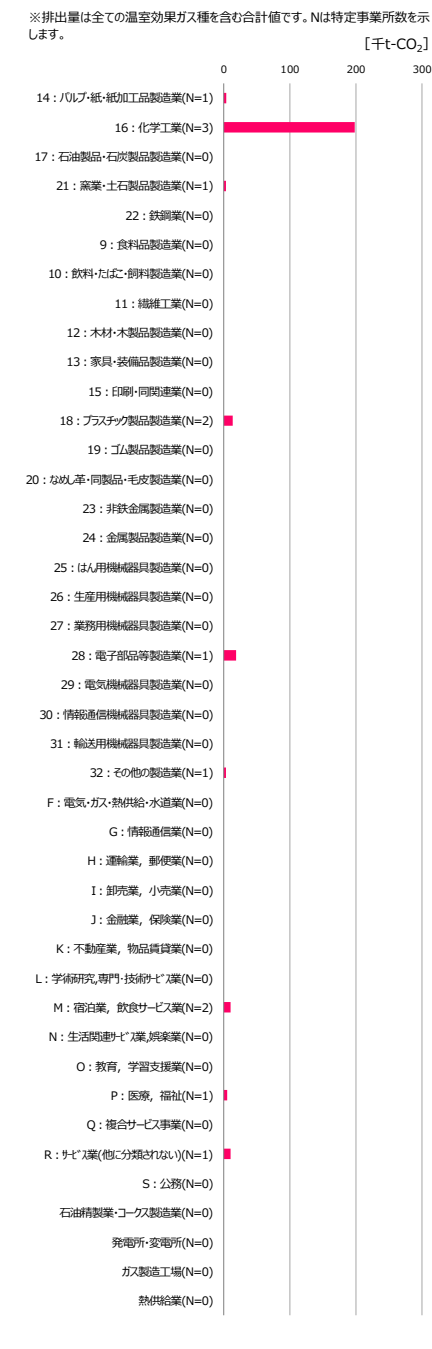 ※排出量は全ての温室効果ガス種を含む合計値です。Nは特定事業所数を示
します。
[千t-CO₂]
0 100 200 300
14：パルプ・紙・紙加工品製造業(N=1)
16：化学工業(N=3)
17：石油製品・石炭製品製造業(N=0)
21：窯業・土石製品製造業(N=1)
22：鉄鋼業(N=0)
9：食料品製造業(N=0)
10：飲料・たばこ・飼料製造業(N=0)
11：繊維工業(N=0)
12：木材・木製品製造業(N=0)
13：家具・装備品製造業(N=0)
15：印刷・同関連業(N=0)
18：プラスチック製品製造業(N=2)
19：ゴム製品製造業(N=0)
20：なめし革・同製品・毛皮製造業(N=0)
23：非鉄金属製造業(N=0)
24：金属製品製造業(N=0)
25：はん用機械器具製造業(N=0)
26：生産用機械器具製造業(N=0)
27：業務用機械器具製造業(N=0)
28：電子部品等製造業(N=1)
29：電気機械器具製造業(N=0)
30：情報通信機械器具製造業(N=0)
31：輸送用機械器具製造業(N=0)
32：その他の製造業(N=1)
F：電気・ガス・熱供給・水道業(N=0)
G：情報通信業(N=0)
H：運輸業，郵便業(N=0)
I：卸売業，小売業(N=0)
J：金融業，保険業(N=0)
K：不動産業，物品賃貸業(N=0)
L：学術研究,専門・技術ｻｰﾋﾞｽ業(N=0)
M：宿泊業，飲食サービス業(N=2)
N：生活関連ｻｰﾋﾞｽ業,娯楽業(N=0)
O：教育，学習支援業(N=0)
P：医療，福祉(N=1)
Q：複合サービス事業(N=0)
R：ｻｰﾋﾞｽ業(他に分類されない)(N=1)
S：公務(N=0)
石油精製業・コークス製造業(N=0)
発電所・変電所(N=0)
ガス製造工場(N=0)
熱供給業(N=0)